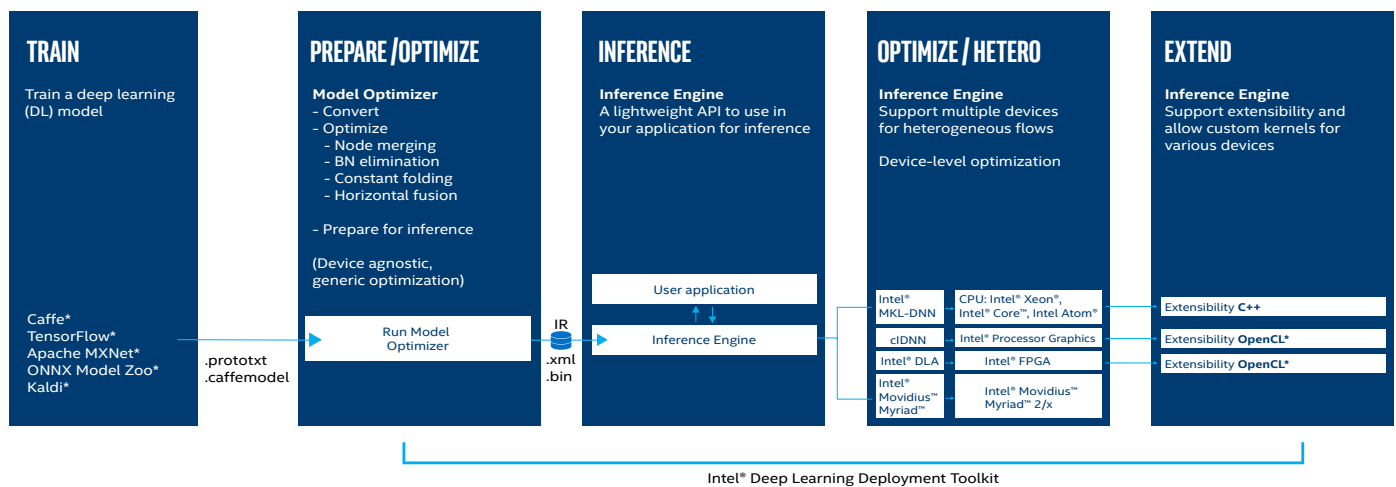 TRAIN
Train a deep learning
(DL) model
Caffe*
TensorFlow*
Apache MXNet*
ONNX Model Zoo*
Kaldi*
.prototxt
.caffemodel
PREPARE/OPTIMIZE
Model Optimizer
- Convert
- Optimize
- Node merging
- BN elimination
- Constant folding
- Horizontal fusion
- Prepare for inference
(Device agnostic,
generic optimization)
Run Model
Optimizer
IR
.xml
.bin
INFERENCE
Inference Engine
A lightweight API to use in
your application for inference
User application
Inference Engine
OPTIMIZE / HETERO
Inference Engine
Support multiple devices
for heterogeneous flows
Device-level optimization
Intel®
MKL-DNN
CPU: Intel® Xeon®,
Intel® Core™, Intel Atom®
clDNN
Intel® Processor Graphics
Intel® DLA
Intel® FPGA
Intel®
Movidius™
Myriad™
Intel® Movidius™
Myriad™ 2/x
EXTEND
Inference Engine
Support extensibility and
allow custom kernels for
various devices
Extensibility C++
Extensibility OpenCL*
Extensibility OpenCL*
Intel® Deep Learning Deployment Toolkit